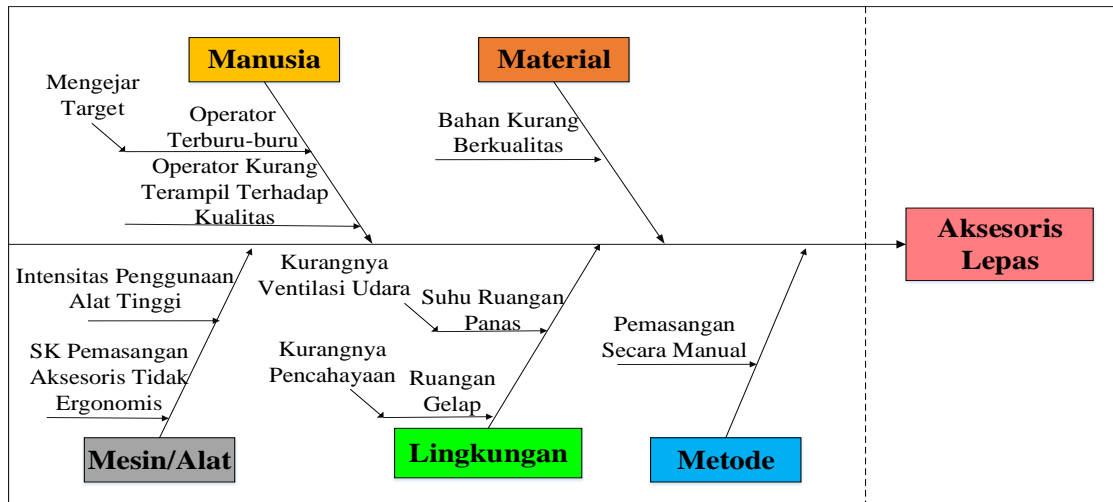 Manusia
Material
Mengejar
Target
Operator
Terburu-buru
Operator Kurang
Terampil Terhadap
Kualitas
Bahan Kurang
Berkualitas
Aksesoris
Lepas
Intensitas Penggunaan
Alat Tinggi
SK Pemasangan
Aksesoris Tidak
Ergonomis
Kurangnya
Ventilasi Udara
Suhu Ruangan
Panas
Kurangnya
Pencahayaan
Ruangan
Gelap
Pemasangan
Secara Manual
Mesin/Alat
Lingkungan
Metode